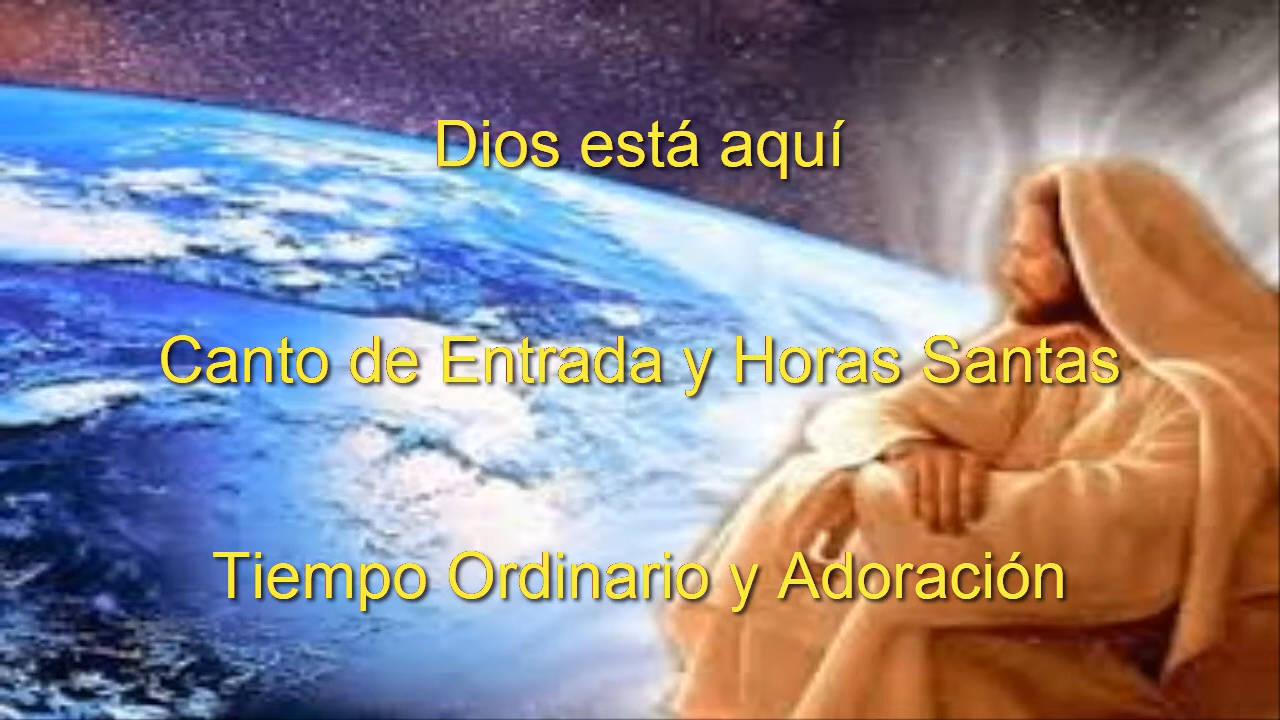 Dios está aquí
Canto de Entrada y Horas Santas
Tiempo Ordinario y Adoración